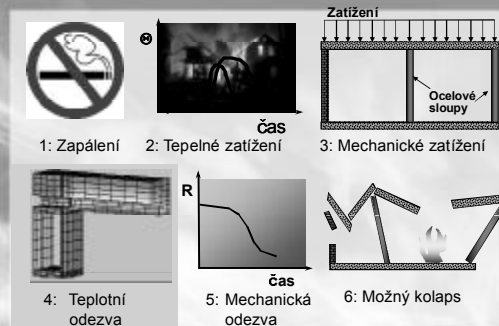 Zatížení
Θ
Ocelové
sloupy
čas
1: Zapálení
2: Tepelné zatížení
3: Mechanické zatížení
R
čas
4: Teplotní
odezva
5: Mechanická
odezva
6: Možný kolaps